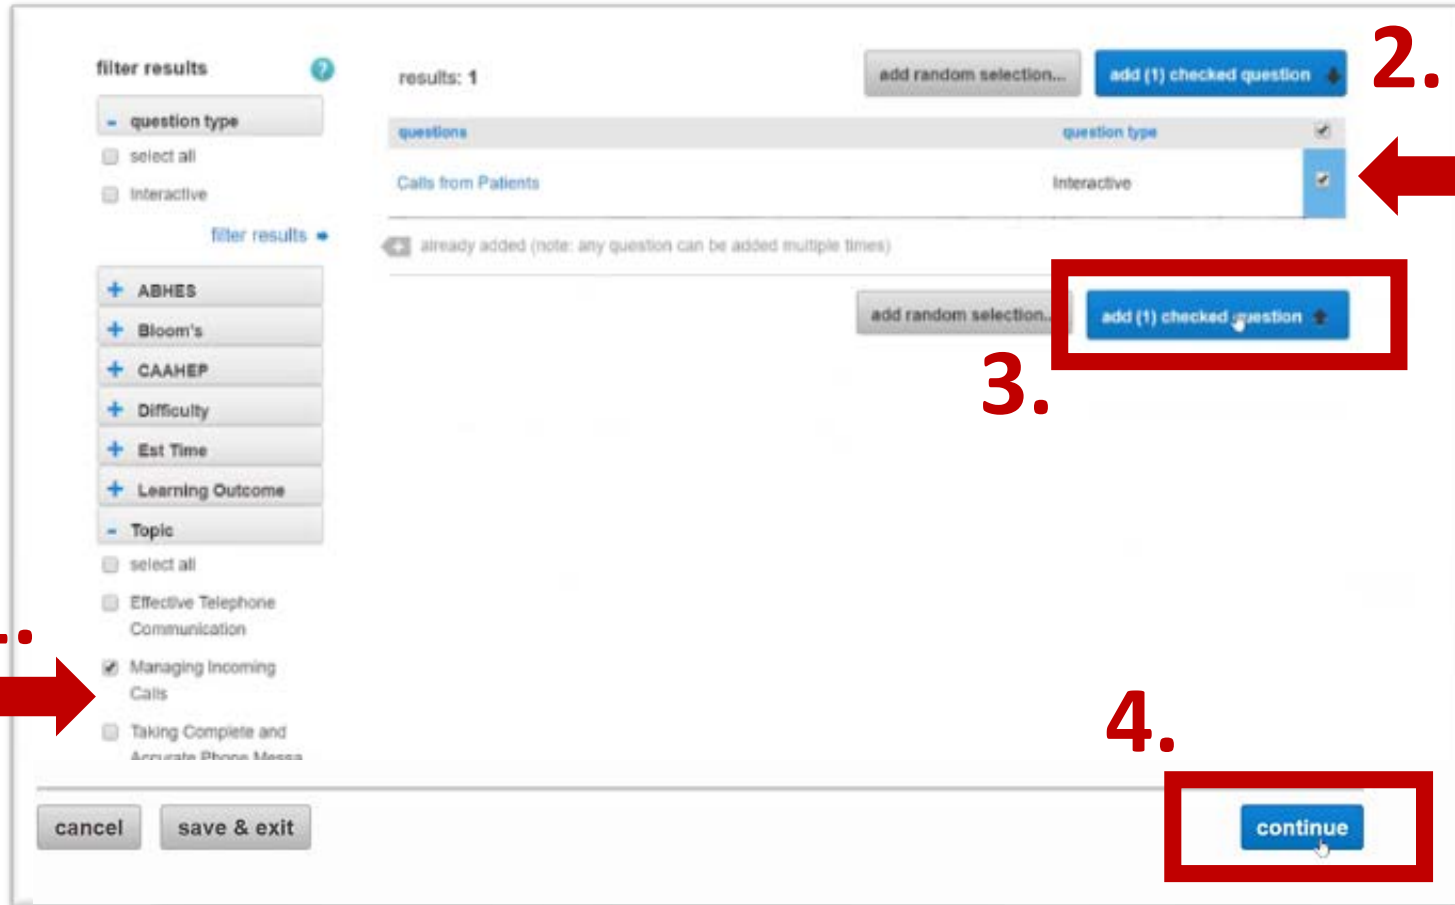 filter results
- question type
select all
Interactive
filter results
+ ABHES
+ Bloom's
+ CAAHEP
+ Difficulty
+ Est Time
+ Learning Outcome
- Topic
select all
Effective Telephone
Communication
Managing Incoming
Calls
Taking Complete and
Accurate Phone Messa
results: 1
add random selection...
add (1) checked question
2.
questions
question type
Calls from Patients
Interactive
already added (note: any question can be added multiple times)
add random selection..
add (1) checked question
3.
4.
cancel
save & exit
continue